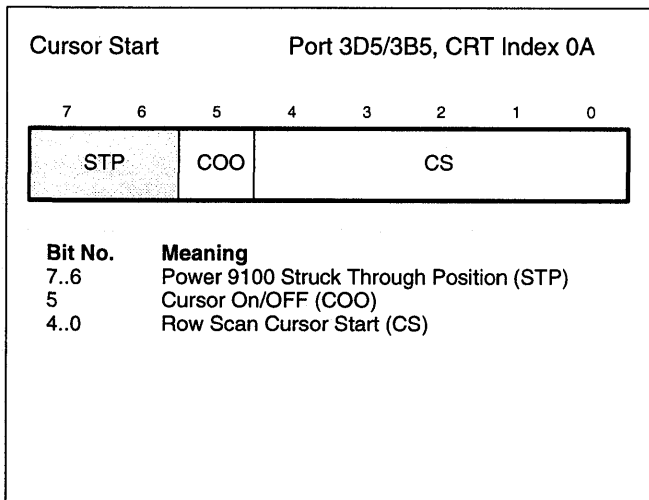 Cursor Start Port 3D5/3B5, CRT Index 0A
7 6 5 4 3 2 1 0
STP COO CS
Bit No. Meaning
7..6 Power 9100 Struck Through Position (STP)
5 Cursor On/OFF (COO)
4..0 Row Scan Cursor Start (CS)